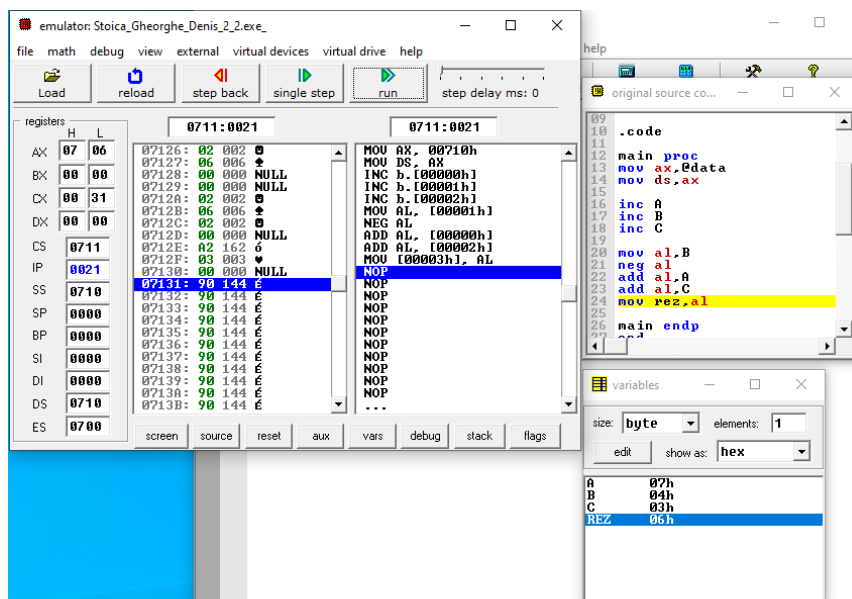 emulator: Stoica_Gheorghe_Denis_2_2.exe_
file math debug view external virtual devices virtual drive help
Load reload step back single step run step delay ms: 0
registers
H L
AX 07 06
BX 00 00
CX 00 31
DX 00 00
CS 0711
IP 0021
SS 0710
SP 0000
BP 0000
SI 0000
DI 0000
DS 0710
ES 0700
0711:0021
07126: 02 002 ☻
07127: 06 006 ♠
07128: 00 000 NULL
07129: 00 000 NULL
0712A: 02 002 ☻
0712B: 06 006 ♠
0712C: 02 002 ☻
0712D: 00 000 NULL
0712E: A2 162 ó
0712F: 03 003 ♥
07130: 00 000 NULL
07131: 90 144 É
07132: 90 144 É
07133: 90 144 É
07134: 90 144 É
07135: 90 144 É
07136: 90 144 É
07137: 90 144 É
07138: 90 144 É
07139: 90 144 É
0713A: 90 144 É
0713B: 90 144 É
0711:0021
MOV AX, 00710h
MOV DS, AX
INC b.[00000h]
INC b.[00001h]
INC b.[00002h]
MOV AL, [00001h]
NEG AL
ADD AL, [00000h]
ADD AL, [00002h]
MOV [00003h], AL
NOP
NOP
NOP
NOP
NOP
NOP
NOP
NOP
NOP
NOP
NOP
...
screen source reset aux vars debug stack flags
help
original source co...
09
10 .code
11
12 main proc
13 mov ax,@data
14 mov ds,ax
15
16 inc A
17 inc B
18 inc C
19
20 mov al,B
21 neg al
22 add al,A
23 add al,C
24 mov rez,al
25
26 main endp
27 end
variables
size: byte elements: 1
edit show as: hex
A 07h
B 04h
C 03h
REZ 06h